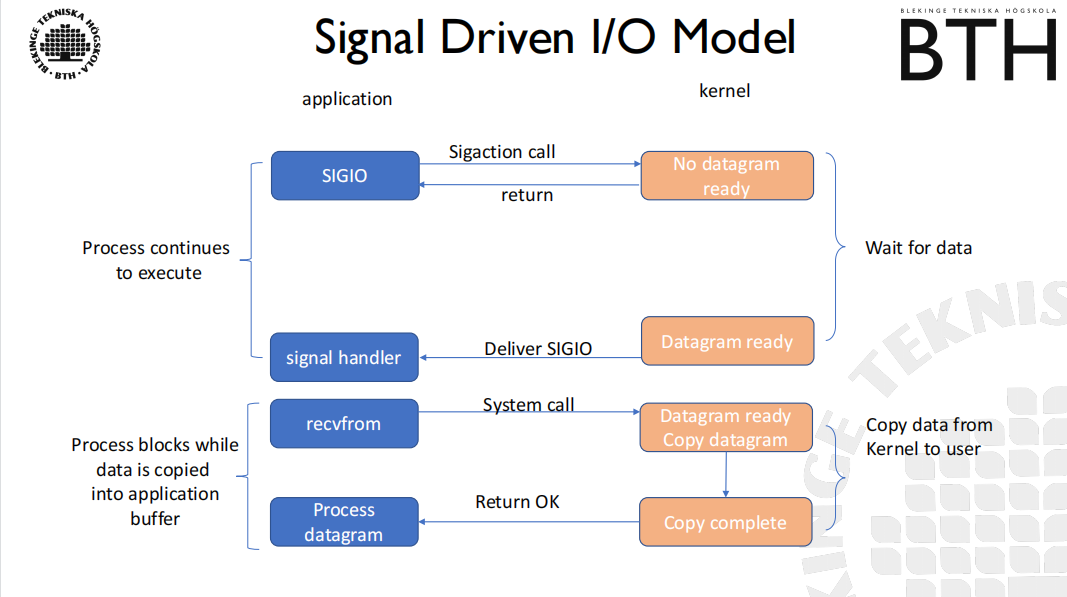 BLEKINGE TEKNISKA HÖGSKOLA
· BTH ·
Signal Driven I/O Model
BLEKINGE TEKNISKA HÖGSKOLA
BTH
application
kernel
SIGIO
Sigaction call
return
No datagram
ready
Process continues
to execute
Wait for data
signal handler
Deliver SIGIO
Datagram ready
recvfrom
System call
Datagram ready
Copy datagram
Process blocks while
data is copied
into application
buffer
Copy data from
Kernel to user
Process
datagram
Return OK
Copy complete
KINGE TEKNIS